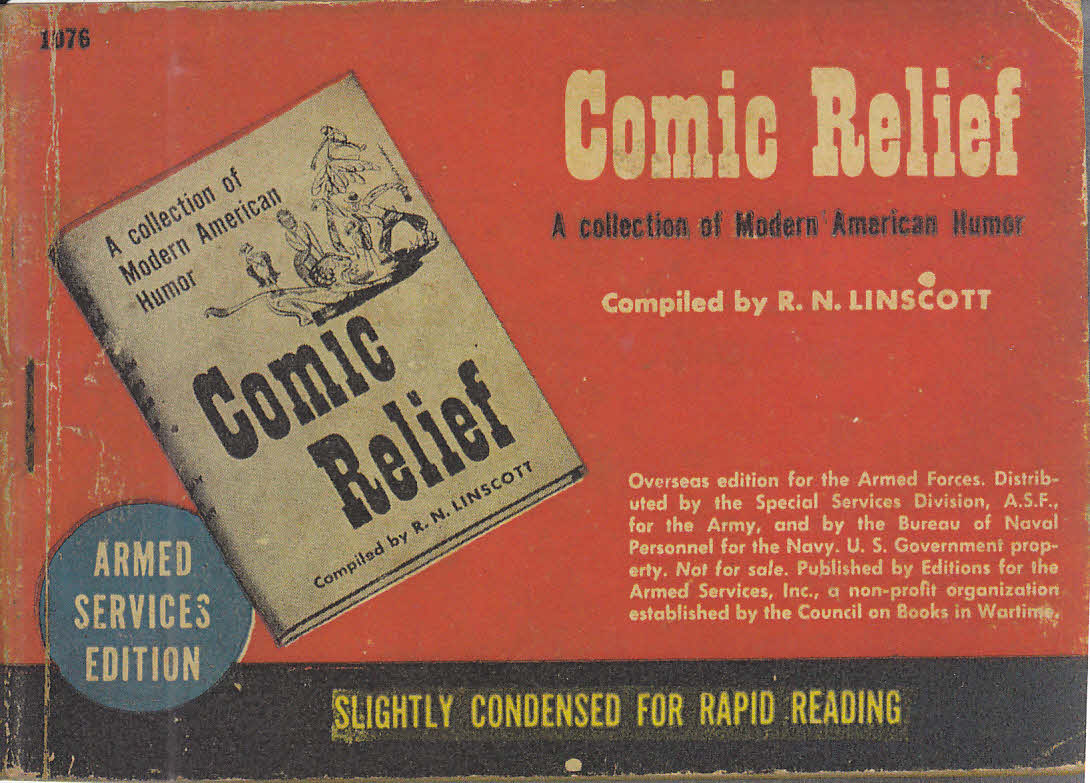 1076
Comic Relief
A collection of Modern American Humor
Compiled by R. N. LINSCOTT
A collection of
Modern American
Humor
Comic
Relief
Compiled by R. N. LINSCOTT
Overseas edition for the Armed Forces. Distrib-
uted by the Special Services Division, A.S.F.,
for the Army, and by the Bureau of Naval
Personnel for the Navy. U. S. Government prop-
erty. Not for sale. Published by Editions for the
Armed Services, Inc., a non-profit organization
established by the Council on Books in Wartime.
ARMED
SERVICES
EDITION
SLIGHTLY CONDENSED FOR RAPID READING